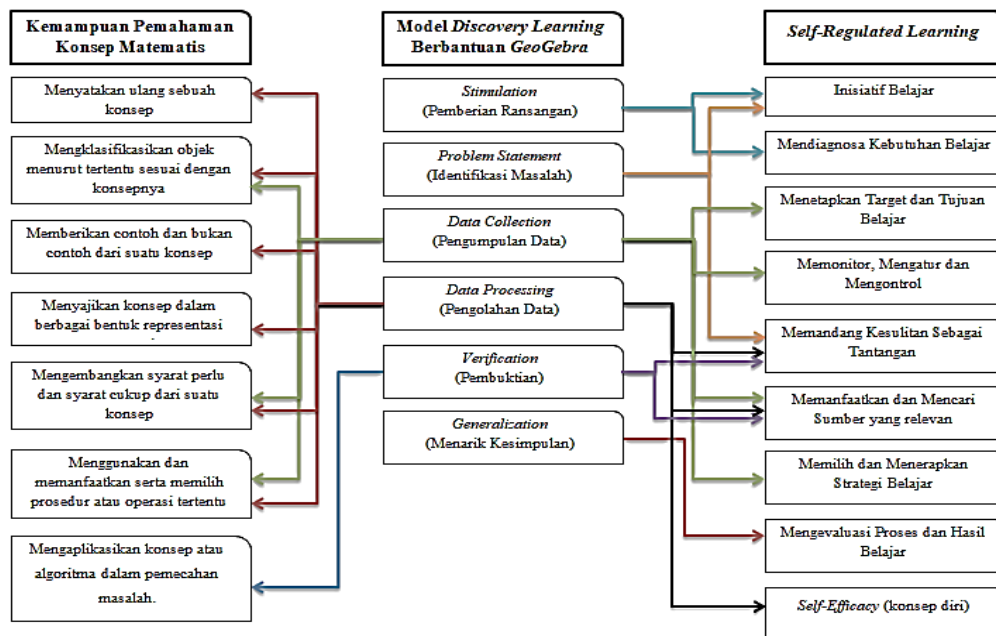 Kemampuan Pemahaman
Konsep Matematis
Menyatakan ulang sebuah
konsep
Mengklasifikasikan objek
menurut tertentu sesuai dengan
konsepnya
Memberikan contoh dan bukan
contoh dari suatu konsep
Menyajikan konsep dalam
berbagai bentuk representasi
Mengembangkan syarat perlu
dan syarat cukup dari suatu
konsep
Menggunakan dan
memanfaatkan serta memilih
prosedur atau operasi tertentu
Mengaplikasikan konsep atau
algoritma dalam pemecahan
masalah.
Model Discovery Learning
Berbantuan GeoGebra
Stimulation
(Pemberian Ransangan)
Problem Statement
(Identifikasi Masalah)
Data Collection
(Pengumpulan Data)
Data Processing
(Pengolahan Data)
Verification
(Pembuktian)
Generalization
(Menarik Kesimpulan)
Self-Regulated Learning
Inisiatif Belajar
Mendiagnosa Kebutuhan Belajar
Menetapkan Target dan Tujuan
Belajar
Memonitor, Mengatur dan
Mengontrol
Memandang Kesulitan Sebagai
Tantangan
Memanfaatkan dan Mencari
Sumber yang relevan
Memilih dan Menerapkan
Strategi Belajar
Mengevaluasi Proses dan Hasil
Belajar
Self-Efficacy (konsep diri)